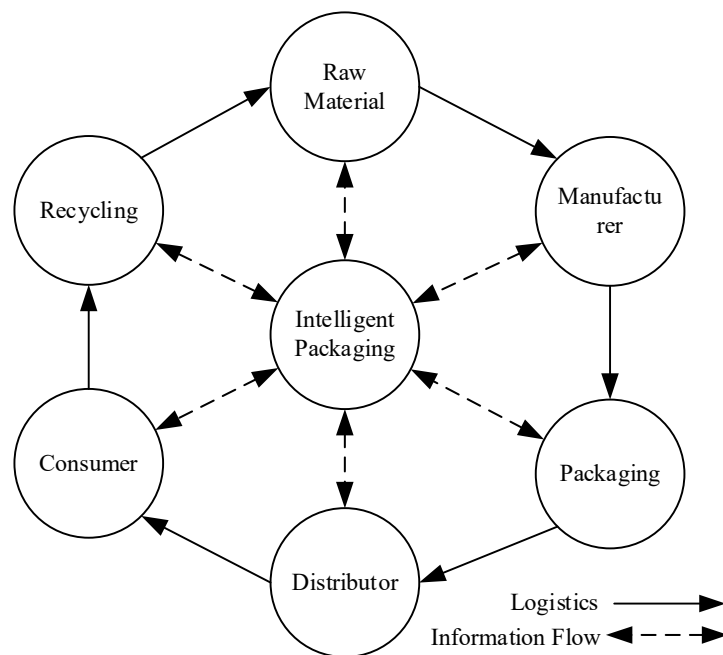 Raw
Material
Recycling
Manufactu
rer
Intelligent
Packaging
Consumer
Packaging
Distributor
Logistics
Information Flow